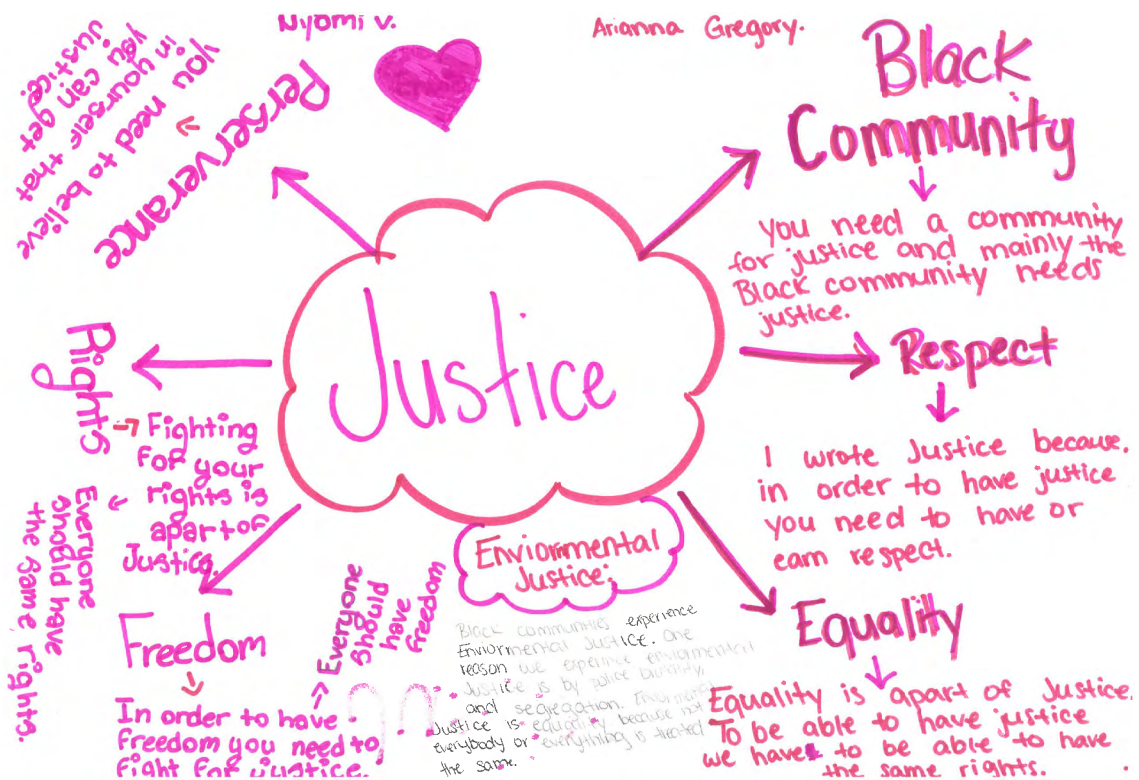 Nyomi v.
Arianna Gregory.
Perserverance
you need to believe
in yourself that
you can get
justice.
Black
Community
you need a community
for justice and mainly the
Black community needs
justice.
Justice
Rights
Fighting
for your
rights is
apart of
Justice.
Everyone
should have
the same rights.
Respect
I wrote Justice because.
in order to have justice
you need to have or
earn respect.
Freedom
Everyone
should
have
freedom
In order to have
freedom you need to
fight for justice.
Enviormental
Justice:
Black communities experience
Enviormental Justice. One
reason we experince enviormental
Justice is by police
and segregation.
Justice is equality because not
everybody or everything is treated
the same.
Equality
Equality is apart of Justice.
To be able to have justice
we have to be able to have
the same rights.